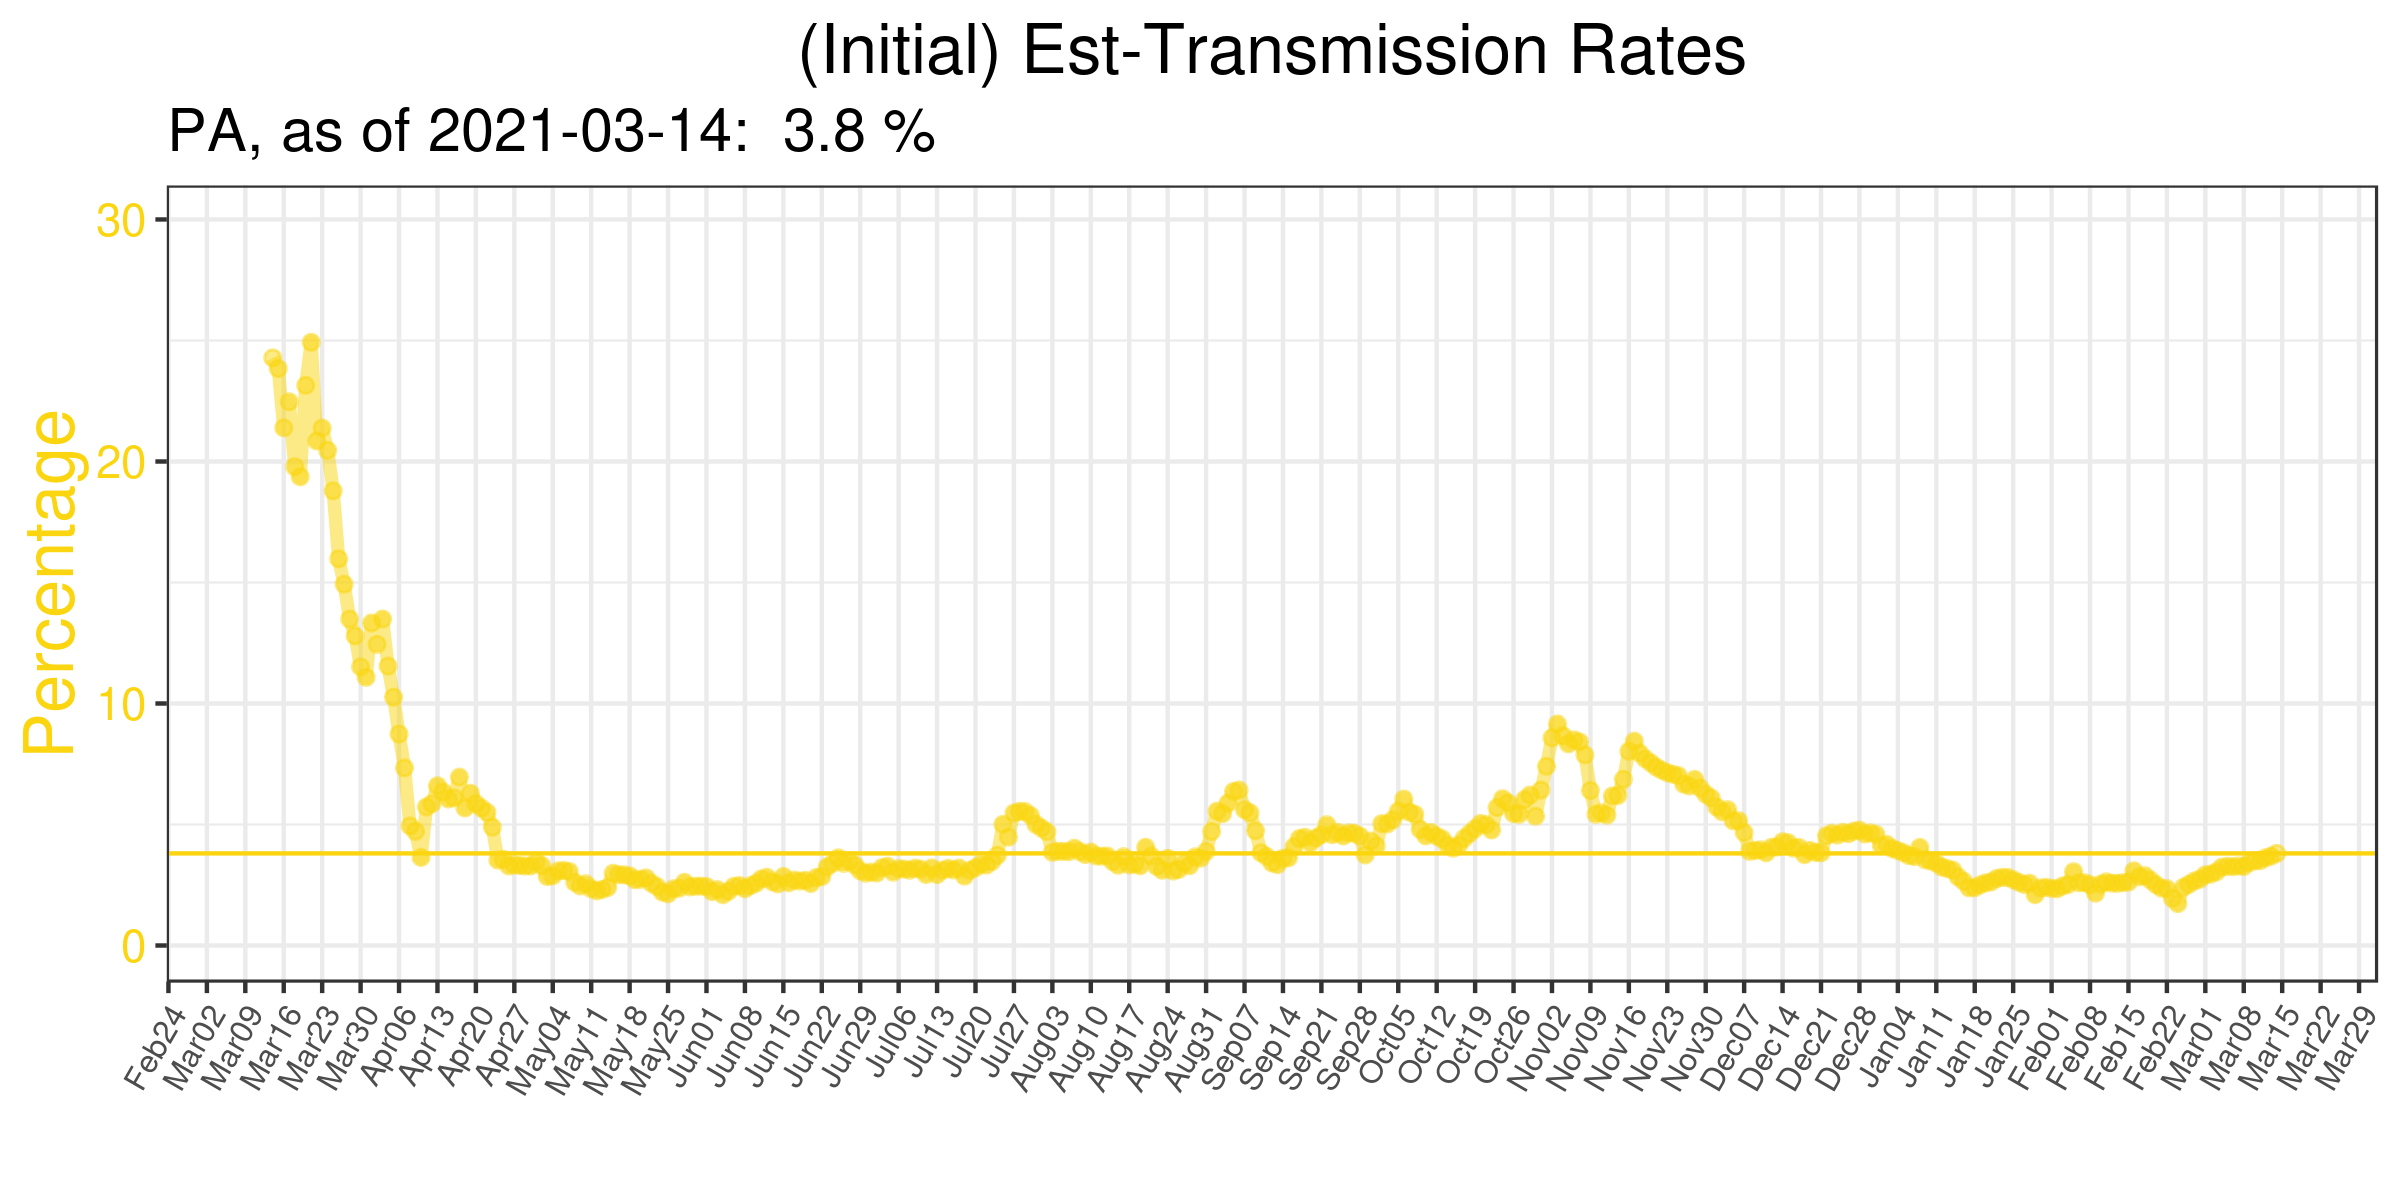 (Initial) Est-Transmission Rates
PA, as of 2021-03-14:  3.8 %
Percentage
30
20
10
0
Feb24
Mar02
Mar09
Mar16
Mar23
Mar30
Apr06
Apr13
Apr20
Apr27
May04
May11
May18
May25
Jun01
Jun08
Jun15
Jun22
Jun29
Jul06
Jul13
Jul20
Jul27
Aug03
Aug10
Aug17
Aug24
Aug31
Sep07
Sep14
Sep21
Sep28
Oct05
Oct12
Oct19
Oct26
Nov02
Nov09
Nov16
Nov23
Nov30
Dec07
Dec14
Dec21
Dec28
Jan04
Jan11
Jan18
Jan25
Feb01
Feb08
Feb15
Feb22
Mar01
Mar08
Mar15
Mar22
Mar29